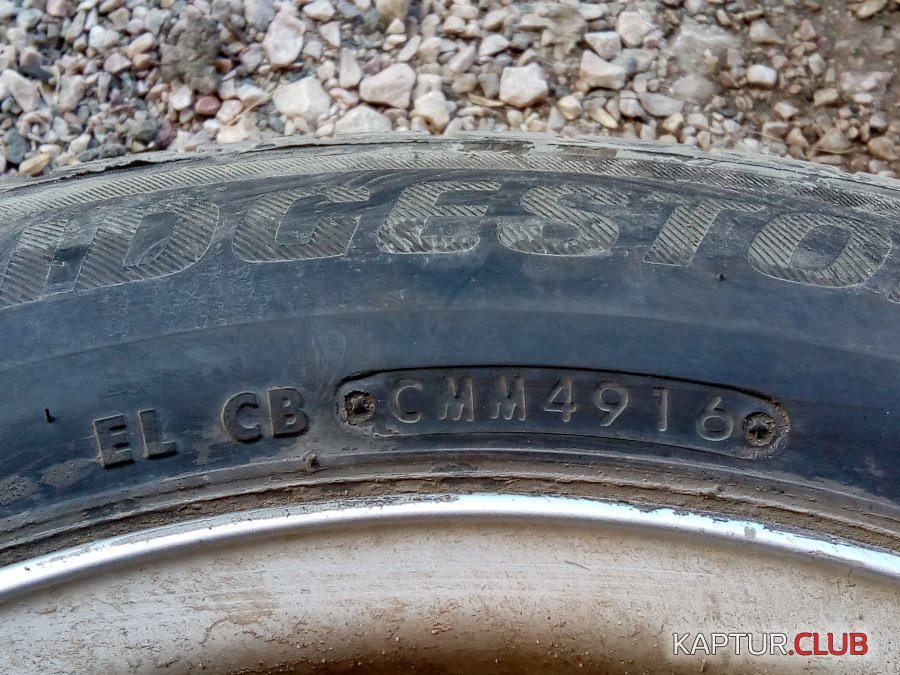 IDGESTO
EL CB CMM4916
KAPTUR.CLUB